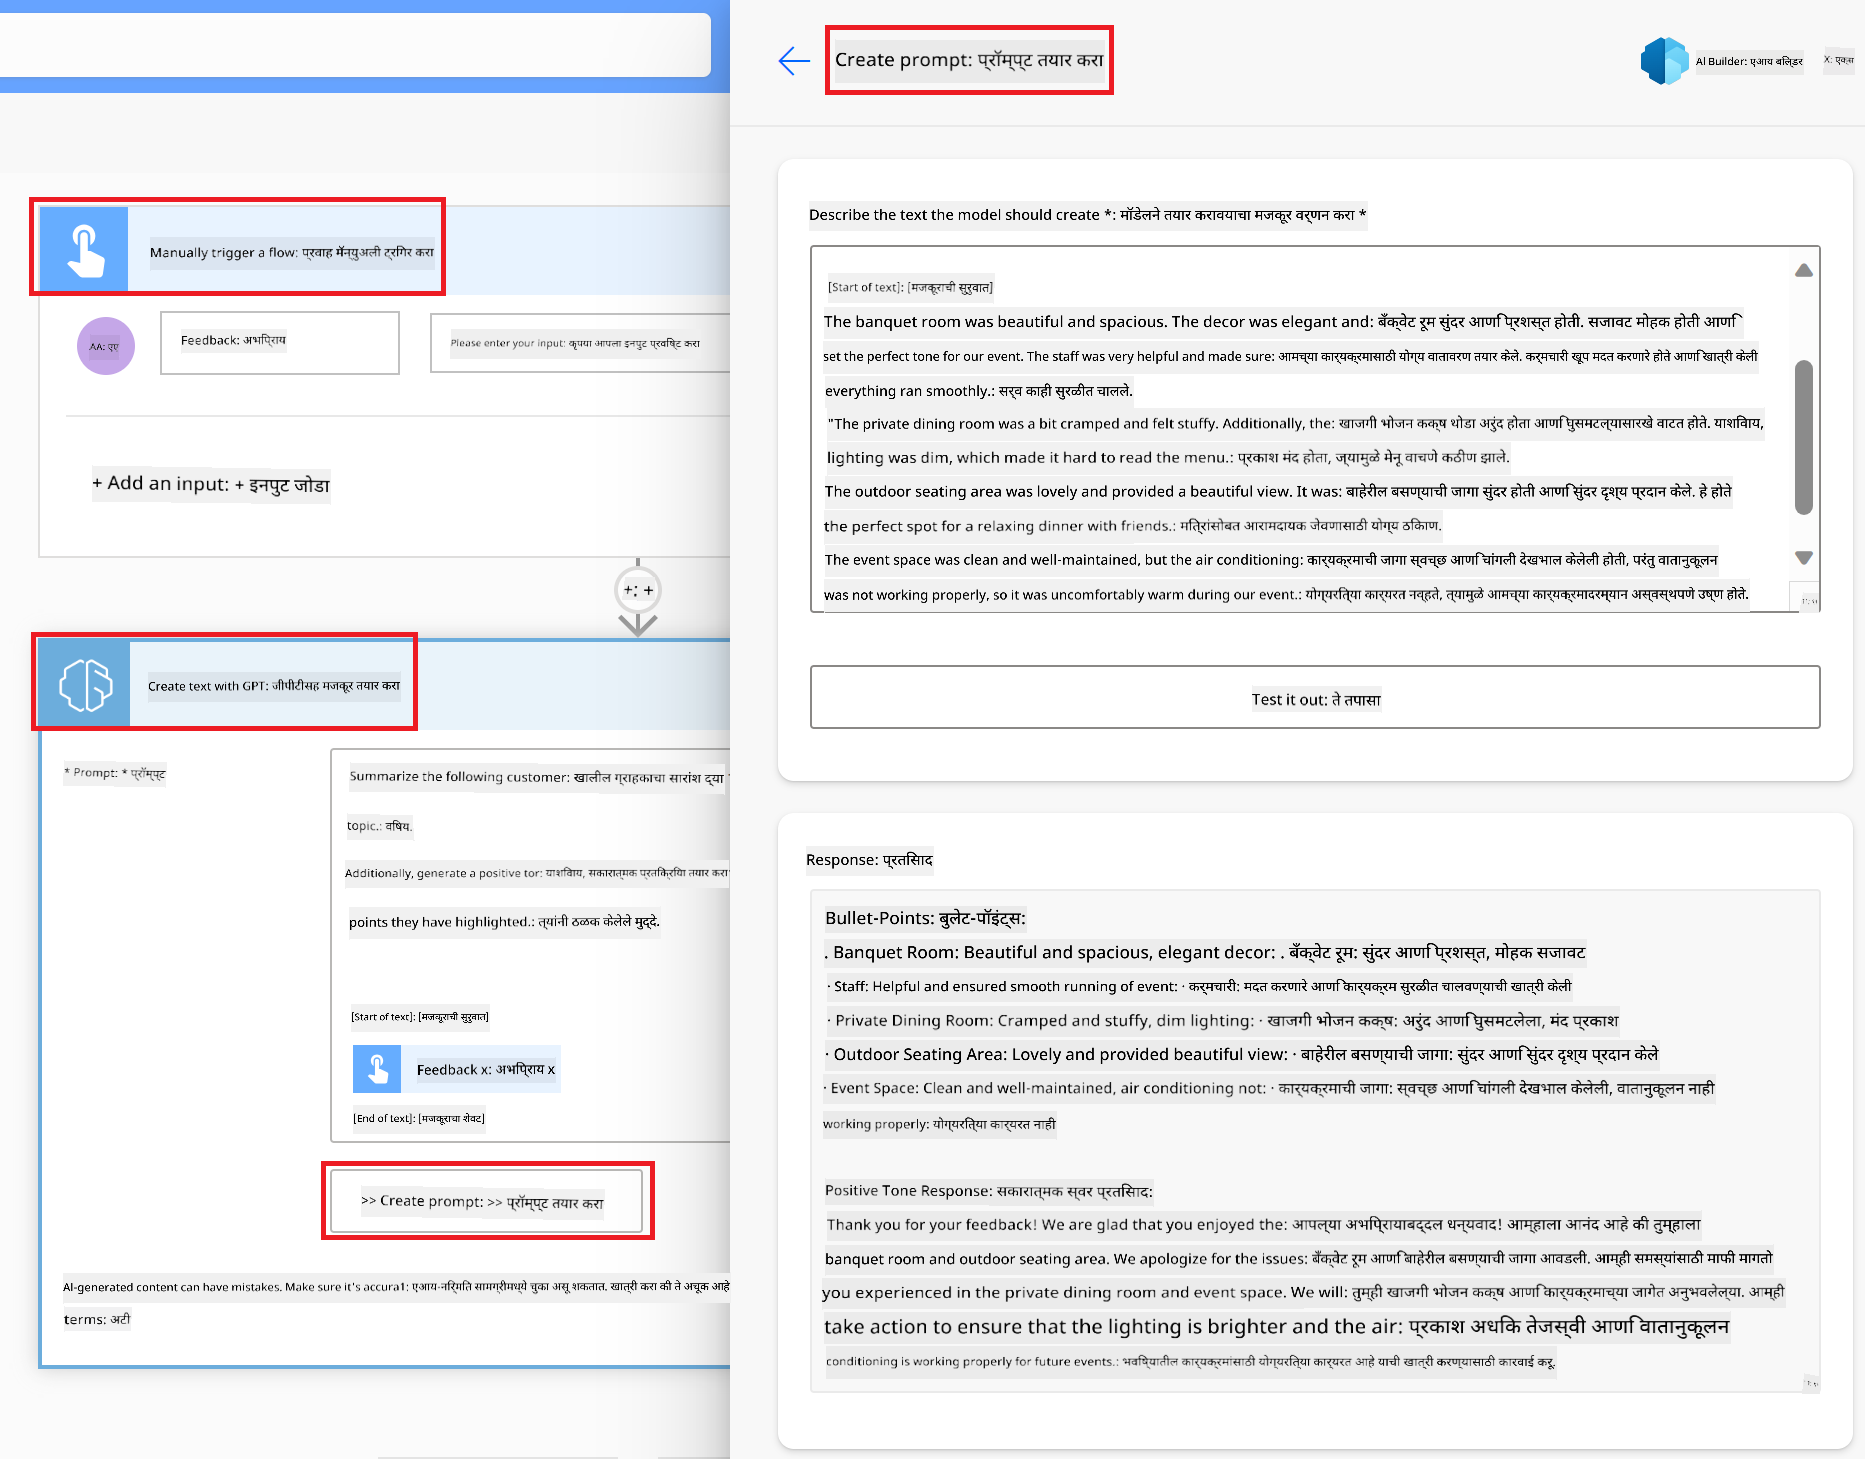 Manually trigger a flow: प्रवाह मॅन्युअली ट्रिगर करा
AA: एए
Feedback: अभिप्राय
Please enter your input: कृपया आपला इनपुट प्रविष्ट करा
+ Add an input: + इनपुट जोडा
+: +
Create text with GPT: जीपीटीसह मजकूर तयार करा
* Prompt: * प्रॉम्प्ट
Summarize the following customer: खालील ग्राहकाचा सारांश द्या
topic.: विषय.
Additionally, generate a positive tor: याशिवाय, सकारात्मक प्रतिक्रिया तयार करा
points they have highlighted.: त्यांनी ठळक केलेले मुद्दे.
[Start of text]: [मजकूराची सुरुवात]
Feedback x: अभिप्राय x
[End of text]: [मजकूराचा शेवट]
>> Create prompt: >> प्रॉम्प्ट तयार करा
Al-generated content can have mistakes. Make sure it's accura1: एआय-निर्मिती सामग्रीमध्ये चुका असू शकतात. खात्री करा की ते अचूक आहे
terms: अटी
Create prompt: प्रॉम्प्ट तयार करा
Al Builder: एआय बिल्डर
X: एक्स
Describe the text the model should create *: मॉडेलने तयार करावयाचा मजकूर वर्णन करा *
[Start of text]: [मजकूराची सुरुवात]
The banquet room was beautiful and spacious. The decor was elegant and: बँक्वेट रूम सुंदर आणि प्रशस्त होती. सजावट मोहक होती आणि
set the perfect tone for our event. The staff was very helpful and made sure: आमच्या कार्यक्रमासाठी योग्य वातावरण तयार केले. कर्मचारी खूप मदत करणारे होते आणि खात्री केली
everything ran smoothly.: सर्व काही सुरळीत चालले.
"The private dining room was a bit cramped and felt stuffy. Additionally, the: खाजगी भोजन कक्ष थोडा अरुंद होता आणि घुसमटल्यासारखे वाटत होते. याशिवाय,
lighting was dim, which made it hard to read the menu.: प्रकाश मंद होता, ज्यामुळे मेनू वाचणे कठीण झाले.
The outdoor seating area was lovely and provided a beautiful view. It was: बाहेरील बसण्याची जागा सुंदर होती आणि सुंदर दृश्य प्रदान केले. हे होते
the perfect spot for a relaxing dinner with friends.: मित्रांसोबत आरामदायक जेवणासाठी योग्य ठिकाण.
The event space was clean and well-maintained, but the air conditioning: कार्यक्रमाची जागा स्वच्छ आणि चांगली देखभाल केलेली होती, परंतु वातानुकूलन
was not working properly, so it was uncomfortably warm during our event.: योग्यरित्या कार्यरत नव्हते, त्यामुळे आमच्या कार्यक्रमादरम्यान अस्वस्थपणे उष्ण होते.
Test it out: ते तपासा
Response: प्रतिसाद
Bullet-Points: बुलेट-पॉइंट्स:
. Banquet Room: Beautiful and spacious, elegant decor: . बँक्वेट रूम: सुंदर आणि प्रशस्त, मोहक सजावट
· Staff: Helpful and ensured smooth running of event: · कर्मचारी: मदत करणारे आणि कार्यक्रम सुरळीत चालवण्याची खात्री केली
· Private Dining Room: Cramped and stuffy, dim lighting: · खाजगी भोजन कक्ष: अरुंद आणि घुसमटलेला, मंद प्रकाश
· Outdoor Seating Area: Lovely and provided beautiful view: · बाहेरील बसण्याची जागा: सुंदर आणि सुंदर दृश्य प्रदान केले
· Event Space: Clean and well-maintained, air conditioning not: · कार्यक्रमाची जागा: स्वच्छ आणि चांगली देखभाल केलेली, वातानुकूलन नाही
working properly: योग्यरित्या कार्यरत नाही
Positive Tone Response: सकारात्मक स्वर प्रतिसाद:
Thank you for your feedback! We are glad that you enjoyed the: आपल्या अभिप्रायाबद्दल धन्यवाद! आम्हाला आनंद आहे की तुम्हाला
banquet room and outdoor seating area. We apologize for the issues: बँक्वेट रूम आणि बाहेरील बसण्याची जागा आवडली. आम्ही समस्यांसाठी माफी मागतो
you experienced in the private dining room and event space. We will: तुम्ही खाजगी भोजन कक्ष आणि कार्यक्रमाच्या जागेत अनुभवलेल्या. आम्ही
take action to ensure that the lighting is brighter and the air: प्रकाश अधिक तेजस्वी आणि वातानुकूलन
conditioning is working properly for future events.: भविष्यातील कार्यक्रमांसाठी योग्यरित्या कार्यरत आहे याची खात्री करण्यासाठी कारवाई करू.